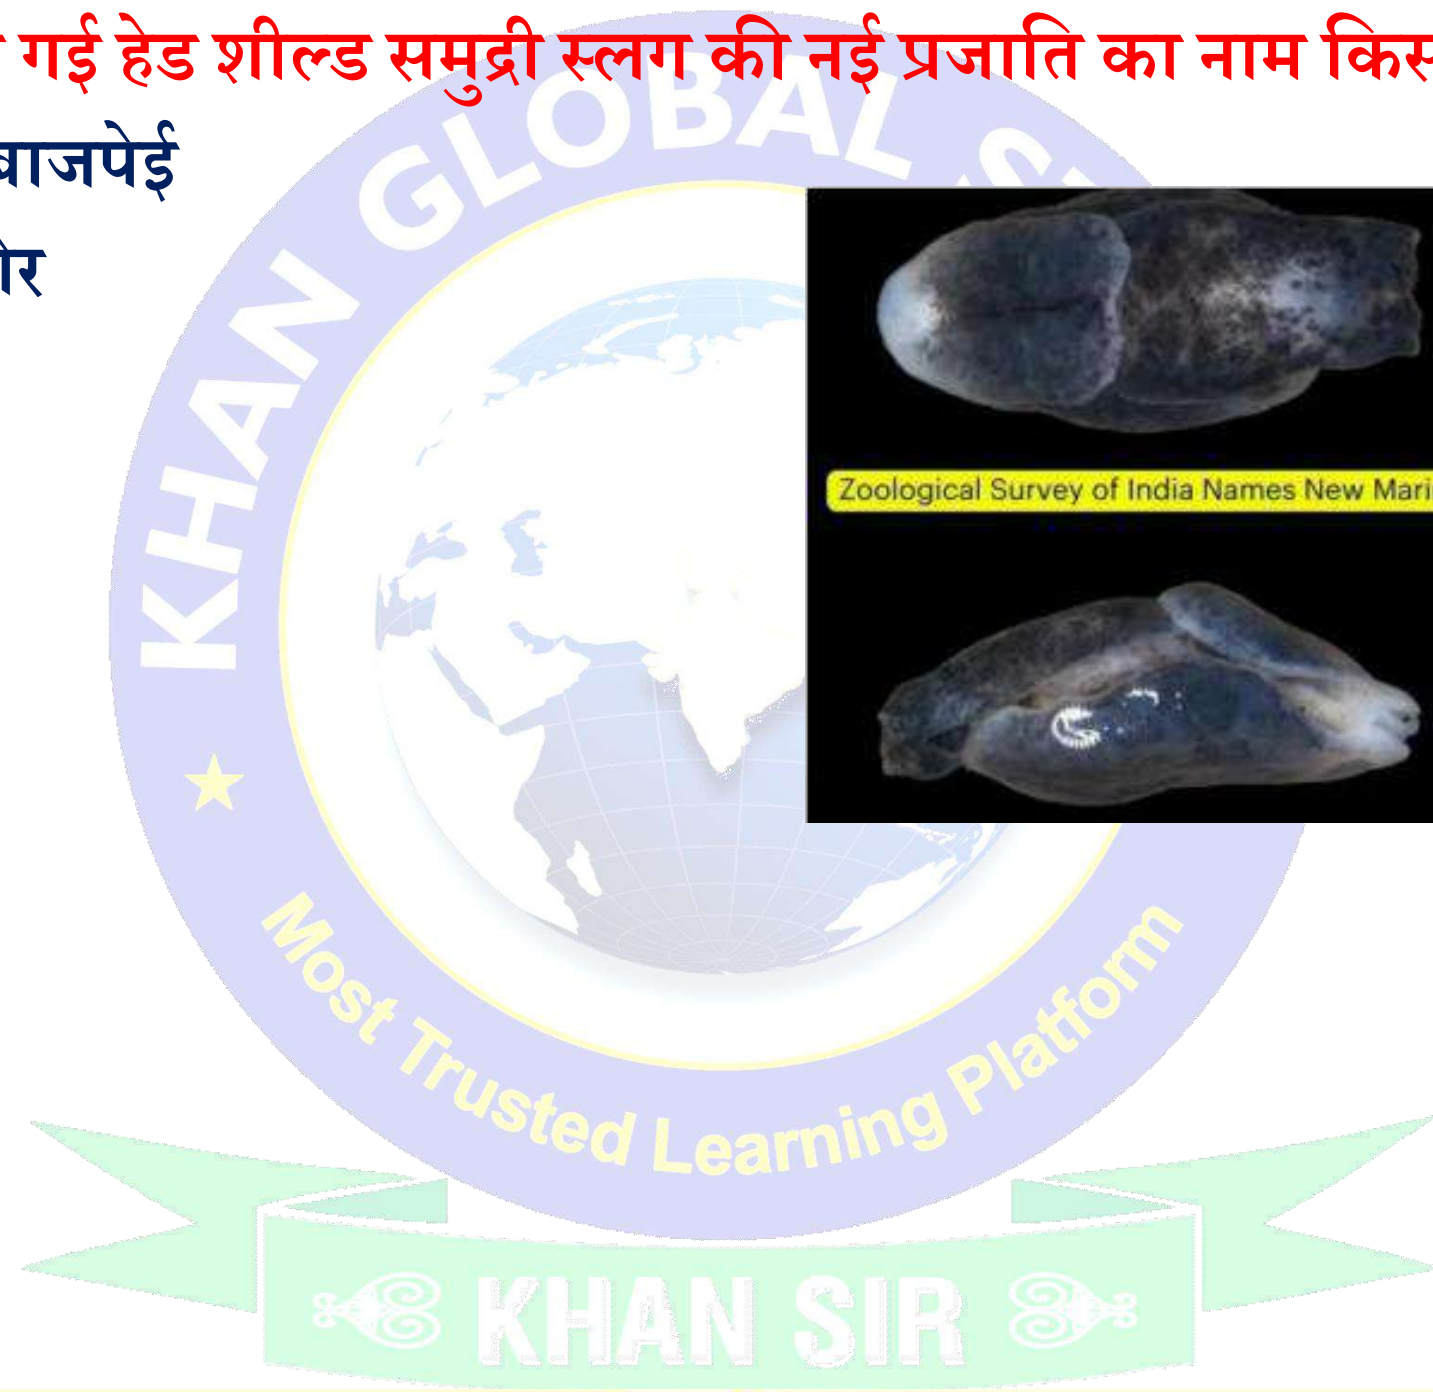 गई हेड शील्ड समुद्री स्लग की नई प्रजाति का नाम किस
वाजपेई
KHAN GLOBAL
Zoological Survey of India Names New Mari
Most Trusted Learning Platform
KHAN SIR